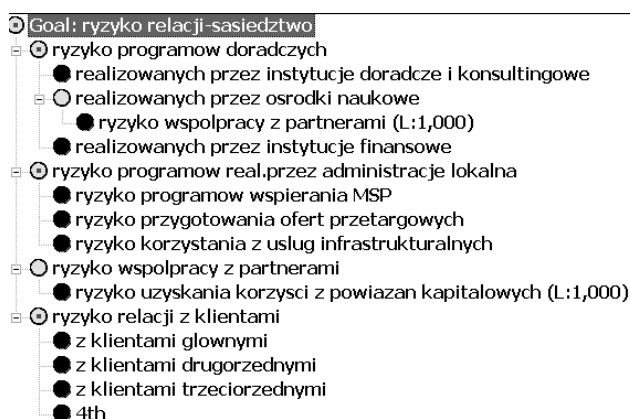 Goal: ryzyko relacji-sasiedztwo
ryzyko programow doradczych
realizowanych przez instytucje doradcze i konsultingowe
realizowanych przez osrodki naukowe
ryzyko wspolpracy z partnerami (L:1,000)
realizowanych przez instytucje finansowe
ryzyko programow real.przez administracje lokalna
ryzyko programow wspierania MSP
ryzyko przygotowania ofert przetargowych
ryzyko korzystania z uslug infrastrukturalnych
ryzyko wspolpracy z partnerami
ryzyko uzyskania korzysci z powiazan kapitalowych (L:1,000)
ryzyko relacji z klientami
z klientami glownymi
z klientami drugorzednymi
z klientami trzeciorzednymi
4th